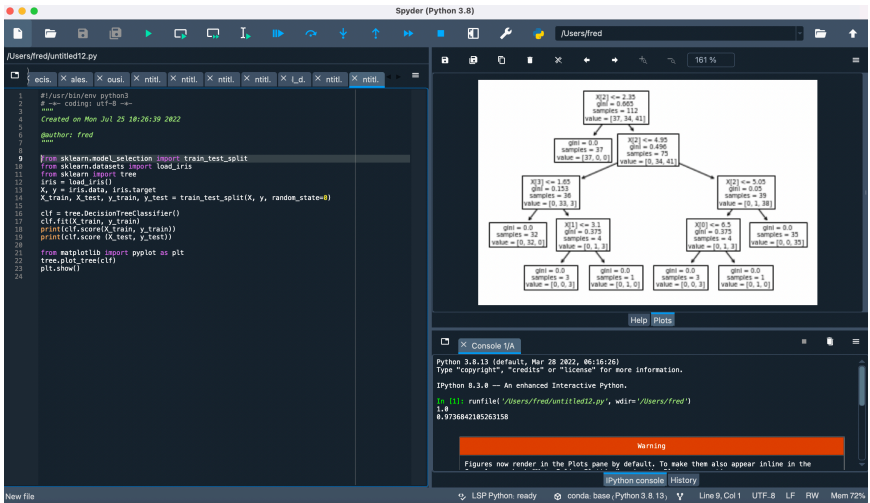 Spyder (Python 3.8)
/Users/fred
/Users/fred/untitled12.py
ecis. ales. ousi. ntitl. ntitl. ntitl. ntitl. i_d. ntitl. ntitl.
1 #!/usr/bin/env python3
2 # -*- coding: utf-8 -*-
3 """
4 Created on Mon Jul 25 10:26:39 2022
5
6 @author: fred
7 """
8
9 from sklearn.model_selection import train_test_split
10 from sklearn.datasets import load_iris
11 from sklearn import tree
12 iris = load_iris()
13 X, y = iris.data, iris.target
14 X_train, X_test, y_train, y_test = train_test_split(X, y, random_state=0)
15
16 clf = tree.DecisionTreeClassifier()
17 clf.fit(X_train, y_train)
18 print(clf.score(X_train, y_train))
19 print(clf.score (X_test, y_test))
20
21 from matplotlib import pyplot as plt
22 tree.plot_tree(clf)
23 plt.show()
24
161 %
X[2] <= 2.35
gini = 0.665
samples = 112
value = [37, 34, 41]
gini = 0.0
samples = 37
value = [37, 0, 0]
X[2] <= 4.95
gini = 0.496
samples = 75
value = [0, 34, 41]
X[3] <= 1.65
gini = 0.153
samples = 36
value = [0, 33, 3]
X[2] <= 5.05
gini = 0.05
samples = 39
value = [0, 1, 38]
gini = 0.0
samples = 32
value = [0, 32, 0]
X[1] <= 3.1
gini = 0.375
samples = 4
value = [0, 1, 3]
X[0] <= 6.5
gini = 0.375
samples = 4
value = [0, 1, 3]
gini = 0.0
samples = 35
value = [0, 0, 35]
gini = 0.0
samples = 3
value = [0, 0, 3]
gini = 0.0
samples = 1
value = [0, 1, 0]
gini = 0.0
samples = 3
value = [0, 0, 3]
gini = 0.0
samples = 1
value = [0, 1, 0]
Help Plots
Console 1/A
Python 3.8.13 (default, Mar 28 2022, 06:16:26)
Type "copyright", "credits" or "license" for more information.
IPython 8.3.0 -- An enhanced Interactive Python.
In [1]: runfile('/Users/fred/untitled12.py', wdir='/Users/fred')
1.0
0.9736842105263158
Warning
Figures now render in the Plots pane by default. To make them also appear inline in the
IPython console History
New file
LSP Python: ready conda: base (Python 3.8.13) Line 9, Col 1 UTF-8 LF RW Mem 72%